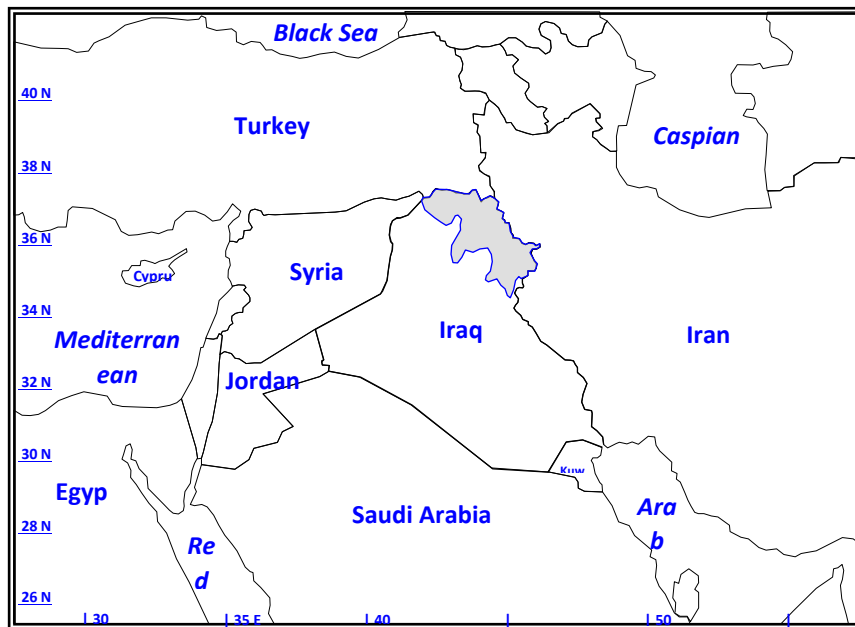 Black Sea
40 N
Turkey
Caspian
38 N
36 N
Cypru
Syria
34 N
Mediterran
ean
Iraq
Iran
32 N
Jordan
30 N
Kuw
Egyp
Saudi Arabia
Ara
b
28 N
Re
d
26 N
30
35 E
40
50